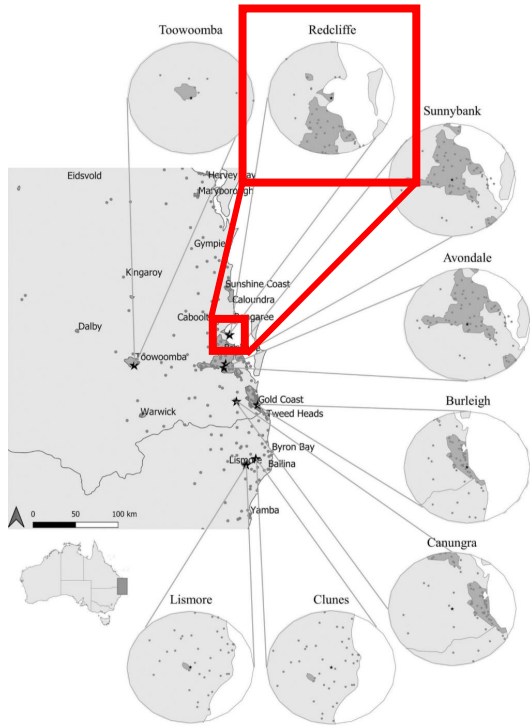 Toowoomba
Redcliffe
Sunnybank
Eidsvold
Hervey Bay
Maryborough
Gympie
Avondale
Kingaroy
Sunshine Coast
Caloundra
Dalby
Toowoomba
Burleigh
Warwick
Gold Coast
Tweed Heads
Byron Bay
Lismore
Ballina
Yamba
0 50 100 km
Canungra
Lismore
Clunes